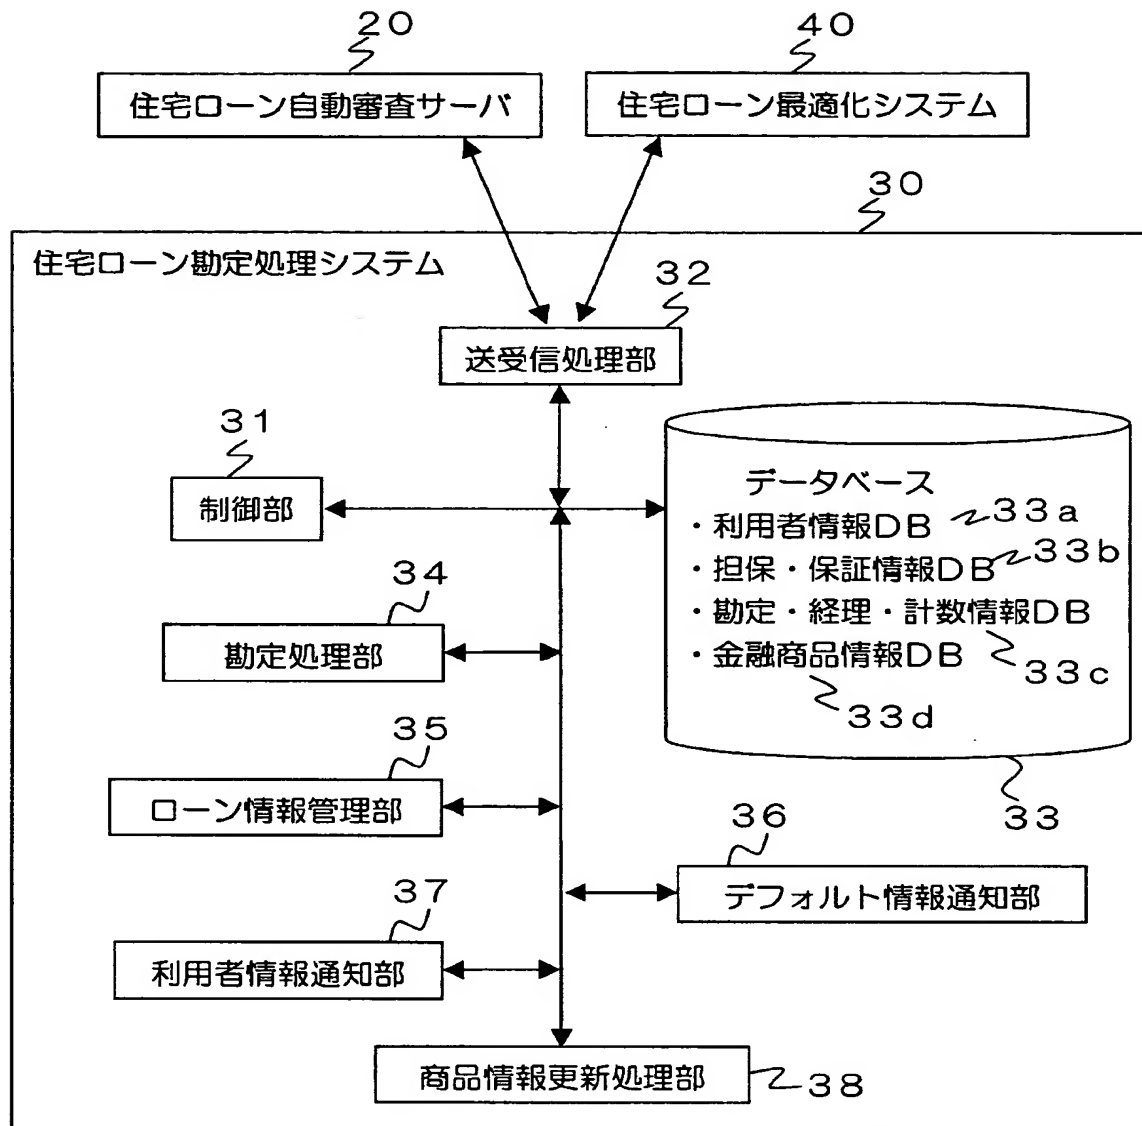 20
40
住宅ローン自動審査サーバ
住宅ローン最適化システム
30
住宅ローン勘定処理システム
32
送受信処理部
31
制御部
データベース
・利用者情報DB 33a
・担保・保証情報DB 33b
・勘定・経理・計数情報DB
・金融商品情報DB 33c
33d
34
勘定処理部
35
ローン情報管理部
33
36
デフォルト情報通知部
37
利用者情報通知部
商品情報更新処理部 38